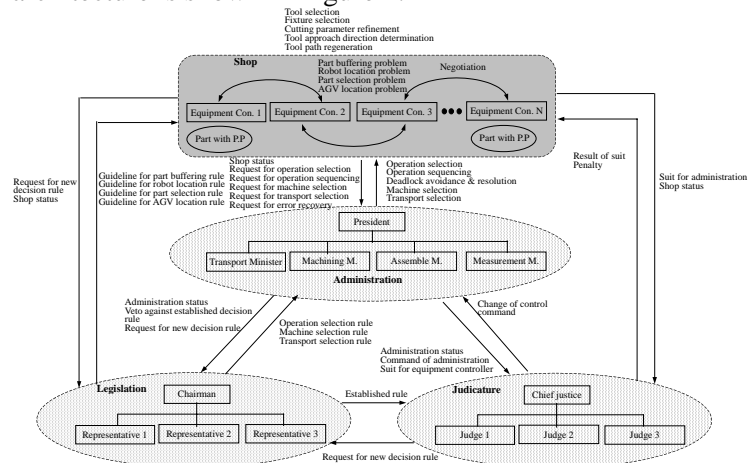 Tool selection
Fixture selection
Cutting parameter refinement
Tool approach direction determination
Tool path regeneration
Shop
Part buffering problem
Robot location problem
Part selection problem
AGV location problem
Negotiation
Equipment Con. 1
Equipment Con. 2
Equipment Con. 3
Equipment Con. N
Part with P.P
Part with P.P
Request for new
decision rule
Shop status
Guideline for part buffering rule
Guideline for robot location rule
Guideline for part selection rule
Guideline for AGV location rule
Shop status
Request for operation selection
Request for operation sequencing
Request for machine selection
Request for transport selection
Request for error recovery
Operation selection
Operation sequencing
Deadlock avoidance & resolution
Machine selection
Transport selection
Result of suit
Penalty
Suit for administration
Shop status
President
Transport Minister
Machining M.
Assemble M.
Measurement M.
Administration
Administration status
Veto against established decision
rule
Request for new decision rule
Operation selection rule
Machine selection rule
Transport selection rule
Change of control
command
Administration status
Command of administration
Suit for equipment controller
Legislation
Chairman
Representative 1
Representative 2
Representative 3
Established rule
Request for new decision rule
Judicature
Chief justice
Judge 1
Judge 2
Judge 3